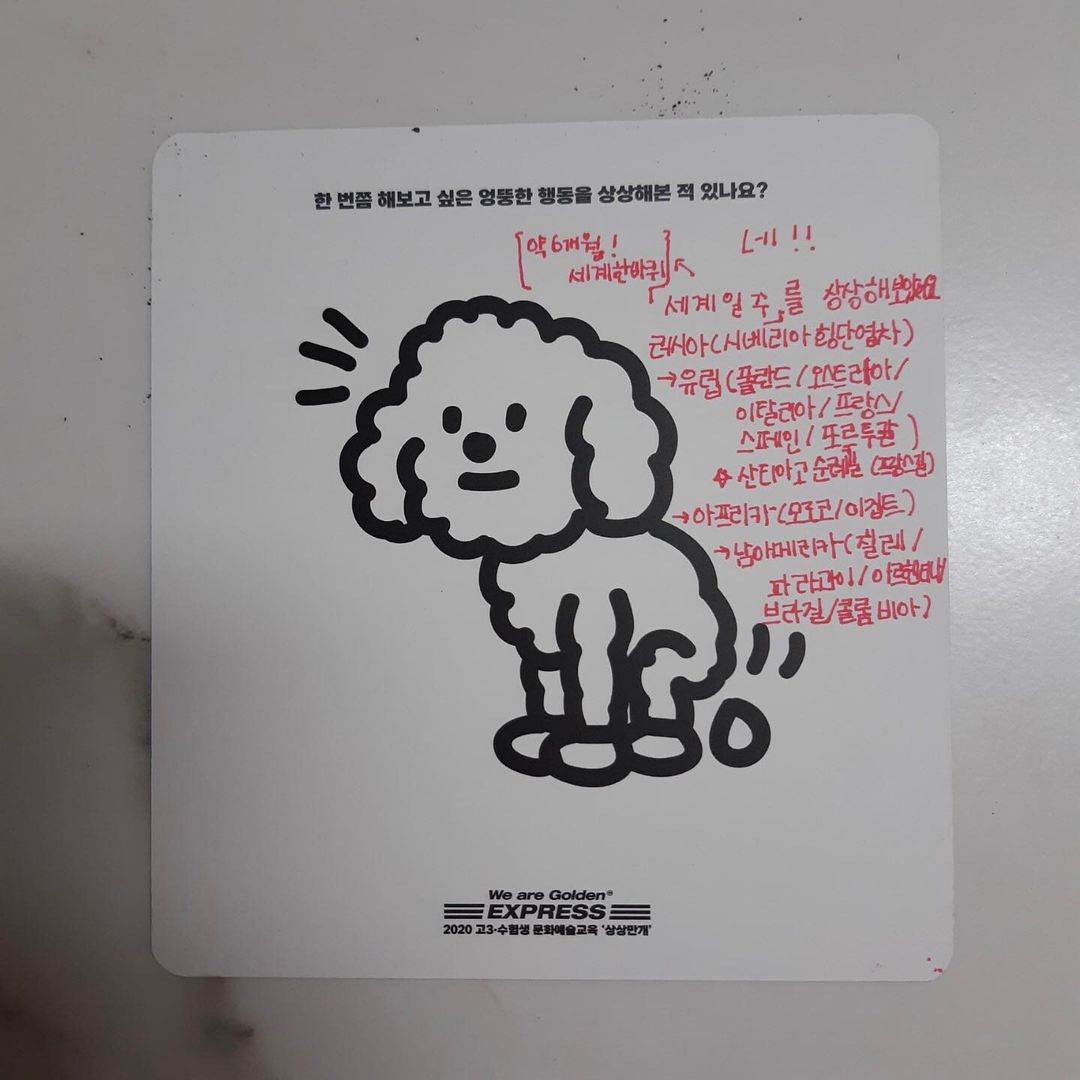 한 번쯤 해보고 싶은 엉뚱한 행동을 상상해본 적 있나요?
네!!
[약 6개월!
세계한바퀴]
세계일주를 상상해보았어요
러시아(시베리아 횡단열차)
→유럽(폴란드/오스트리아/
이탈리아/프랑스/
스페인/포르투갈)
산티아고 순례길 (프랑스길)
→아프리카(모로코/이집트)
→남아메리카(칠레/
파라과이/아르헨티나/
브라질/콜롬비아)
We are Golden®
EXPRESS
2020 고3·수험생 문화예술교육 '상상만개'